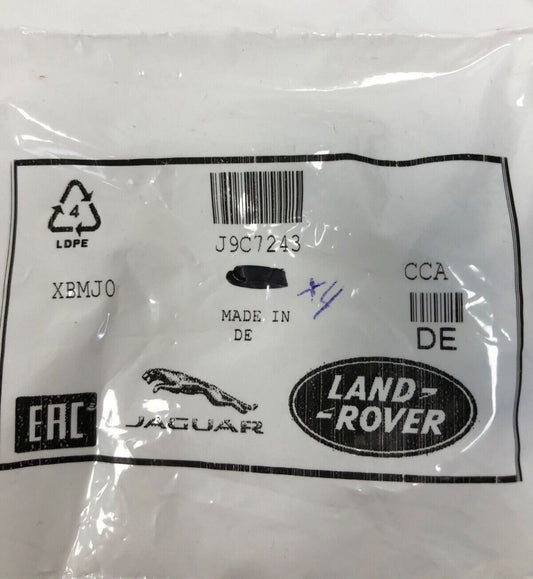 4
LDPE
J9C7243
XBMJ0
x4
CCA
MADE IN
DE
DE
EAC
JAGUAR
LAND-
-ROVER